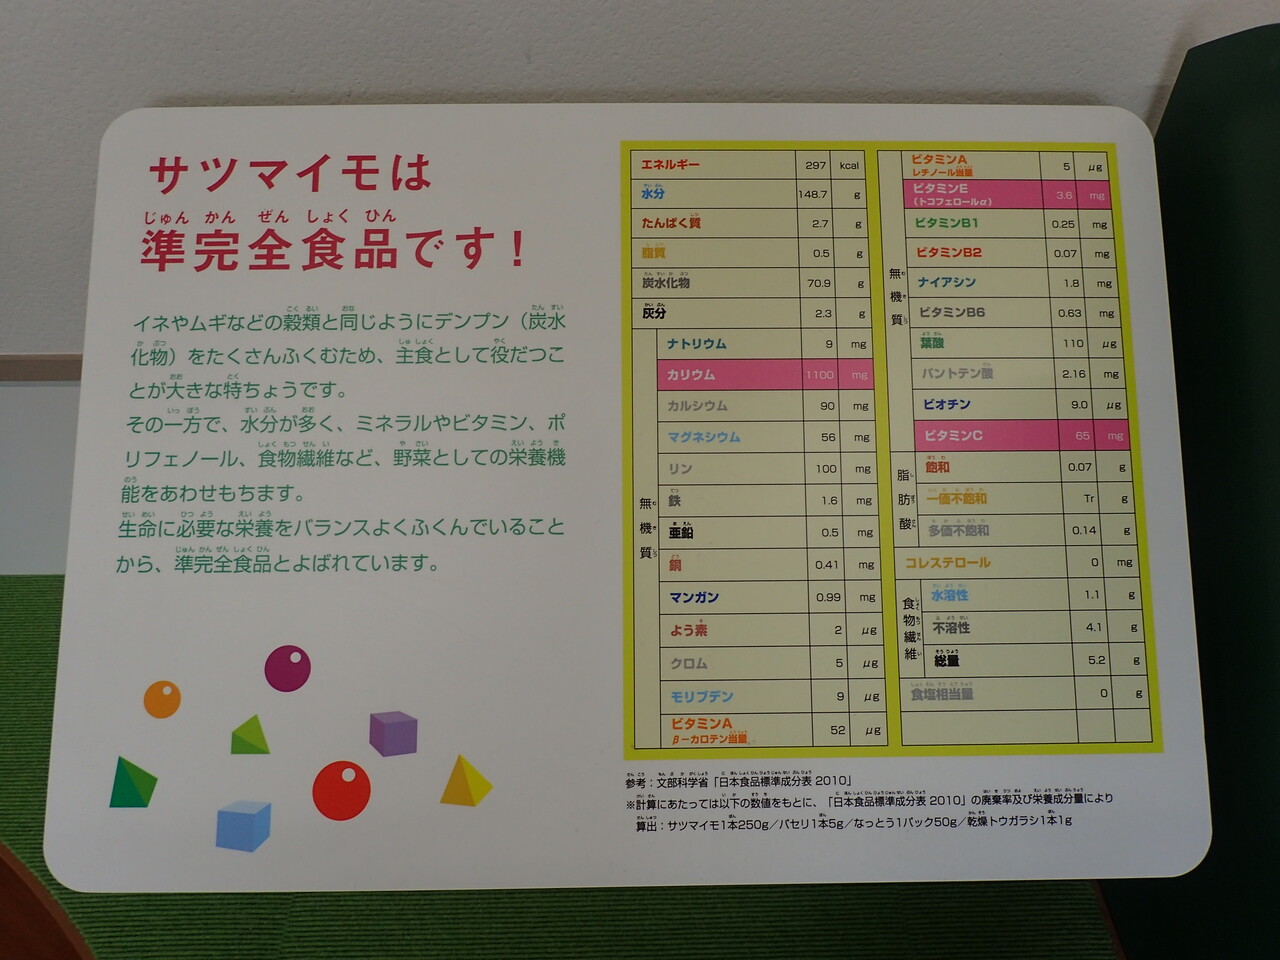 サツマイモは
じゅん かん ぜん しょく ひん
準完全食品です！
イネやムギなどの穀類と同じようにデンプン（炭水
化物）をたくさんふくむため、主食として役だつこ
とが大きな特ちょうです。
その一方で、水分が多く、ミネラルやビタミン、ポ
リフェノール、食物繊維など、野菜としての栄養機
能をあわせもちます。
生命に必要な栄養をバランスよくふくんでいること
から、準完全食品とよばれています。
エネルギー 297 kcal
水分 148.7 g
たんぱく質 2.7 g
脂質 0.5 g
炭水化物 70.9 g
灰分 2.3 g
無機質
ナトリウム 9 mg
カリウム 1100 mg
カルシウム 90 mg
マグネシウム 56 mg
リン 100 mg
鉄 1.6 mg
亜鉛 0.5 mg
銅 0.41 mg
マンガン 0.99 mg
よう素 2 μg
クロム 5 μg
モリブデン 9 μg
ビタミンA
β－カロテン当量 52 μg
無機質
ビタミンA
レチノール当量 5 μg
ビタミンE
（トコフェロールα） 3.6 mg
ビタミンB1 0.25 mg
ビタミンB2 0.07 mg
ナイアシン 1.8 mg
ビタミンB6 0.63 mg
葉酸 110 μg
パントテン酸 2.16 mg
ビオチン 9.0 μg
ビタミンC 65 mg
脂肪酸
飽和 0.07 g
一価不飽和 Tr g
多価不飽和 0.14 g
コレステロール 0 mg
食物繊維
水溶性 1.1 g
不溶性 4.1 g
総量 5.2 g
食塩相当量 0 g
参考：文部科学省「日本食品標準成分表 2010」
※計算にあたっては以下の数値をもとに、「日本食品標準成分表 2010」の廃棄率及び栄養成分量により
算出：サツマイモ1本250g／パセリ1本5g／なっとう1パック50g／乾燥トウガラシ1本1g